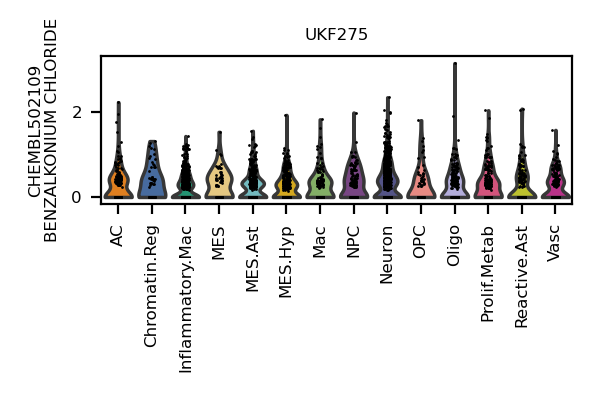 UKF275
CHEMBL502109
BENZALKONIUM CHLORIDE
2
0
AC
Chromatin.Reg
Inflammatory.Mac
MES
MES.Ast
MES.Hyp
Mac
NPC
Neuron
OPC
Oligo
Prolif.Metab
Reactive.Ast
Vasc